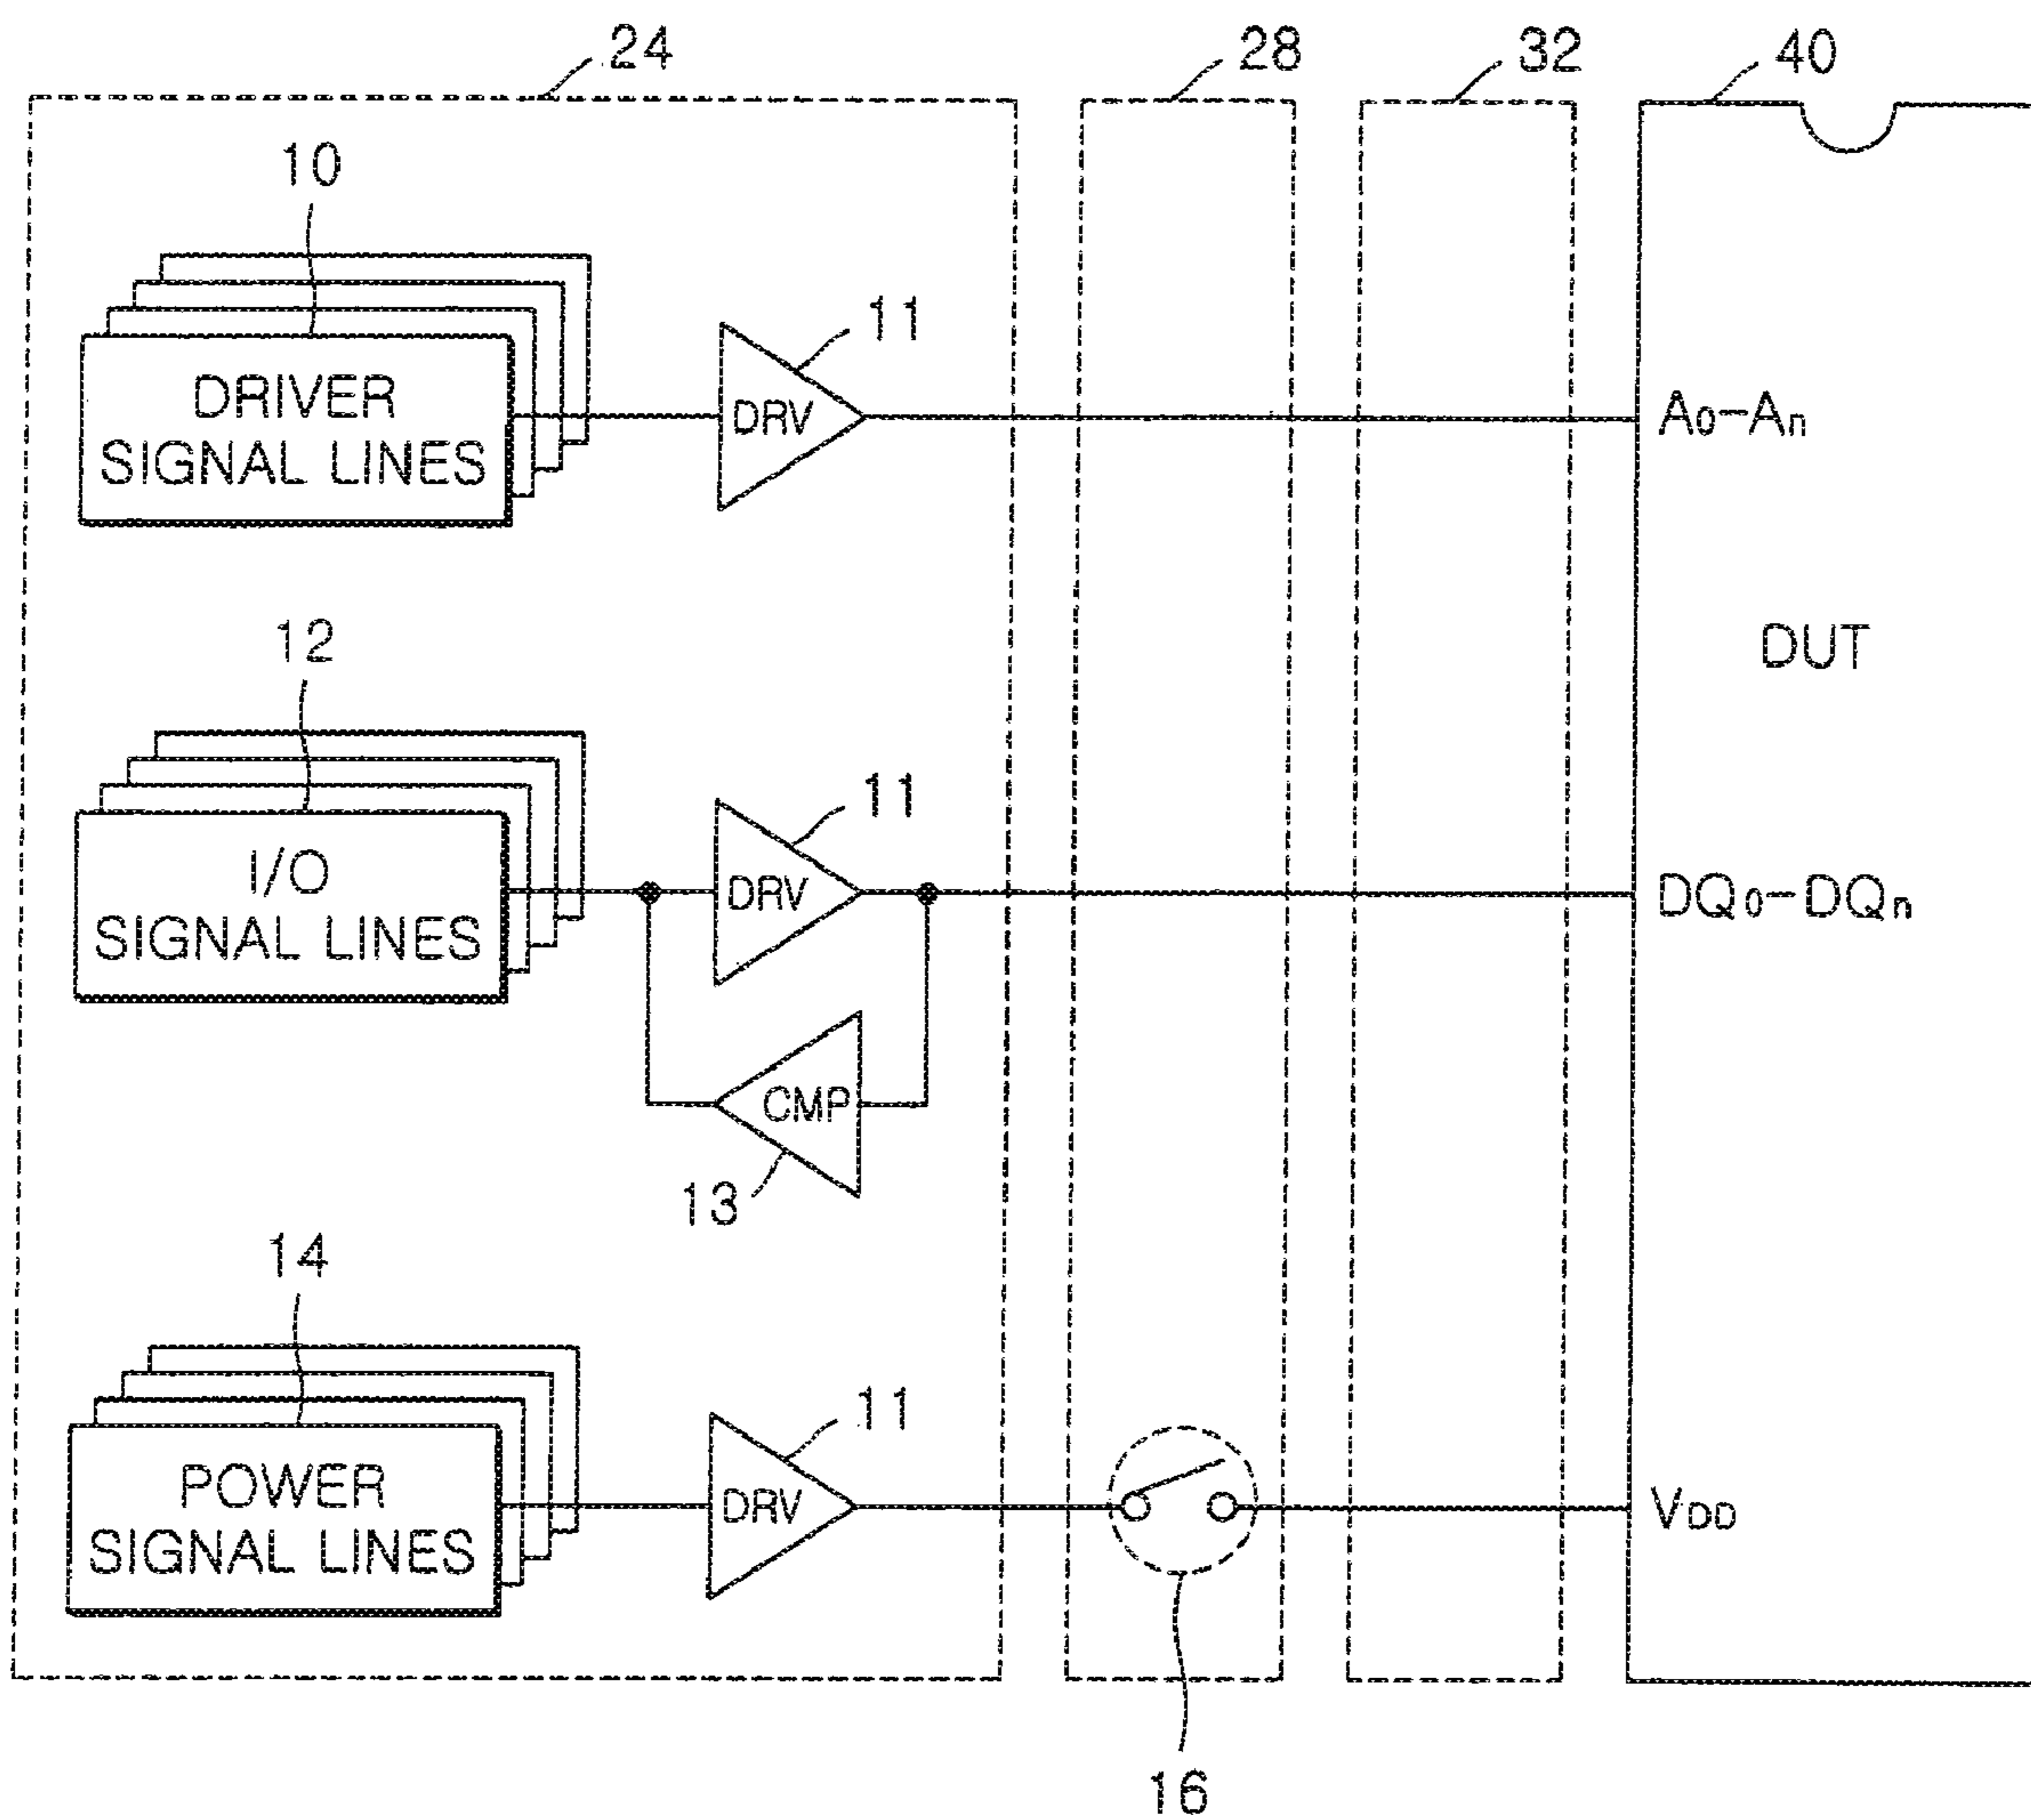 24
28
32
40
10
DRIVER
SIGNAL LINES
11
DRV
A0-An
DUT
12
I/O
SIGNAL LINES
11
DRV
DQ0-DQn
CMP
13
14
POWER
SIGNAL LINES
11
DRV
VDD
16